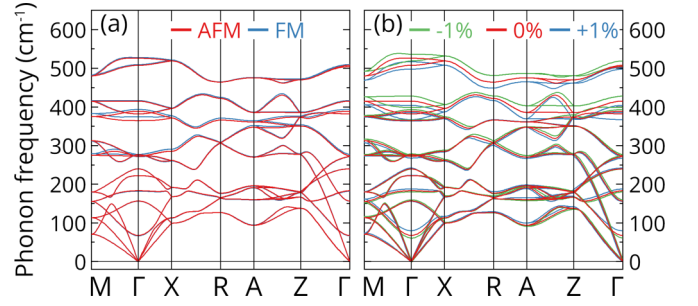 (a) AFM FM
(b) -1% 0% +1%
Phonon frequency (cm⁻¹)
600 600
500 500
400 400
300 300
200 200
100 100
0 0
M Γ X R A Z Γ M Γ X R A Z Γ